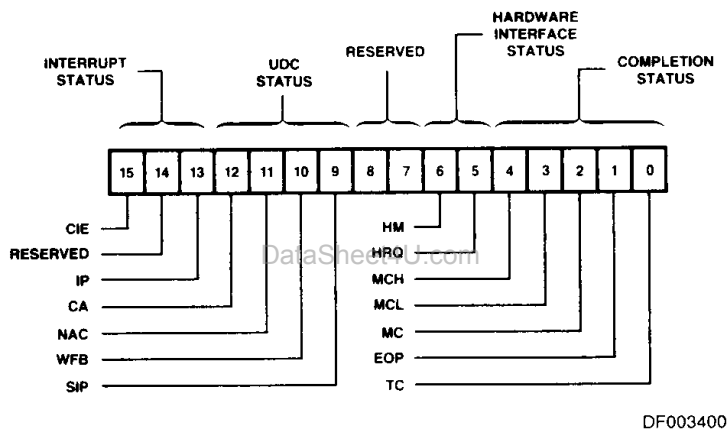 INTERRUPT
STATUS
UDC
STATUS
RESERVED
HARDWARE
INTERFACE
STATUS
COMPLETION
STATUS
15 14 13 12 11 10 9 8 7 6 5 4 3 2 1 0
CIE
RESERVED
IP
CA
NAC
WFB
SIP
HM
HRQ
MCH
MCL
MC
EOP
TC
DataSheet4U.com
DF003400